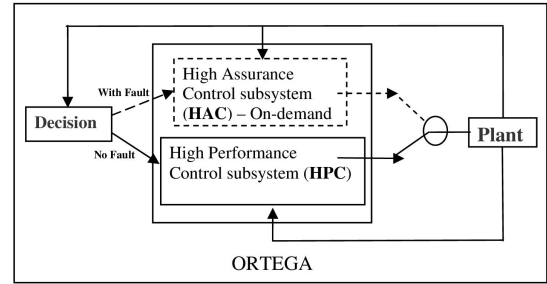 High Assurance
With Fault
Control subsystem
(HAC) – On-demand
Decision
Plant
No Fault
High Performance
Control subsystem (HPC)
ORTEGA